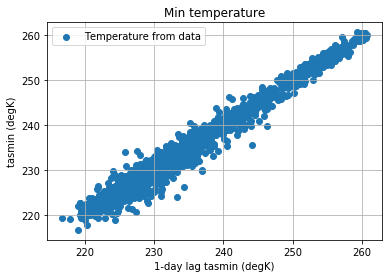 Min temperature
Temperature from data
tasmin (degK)
260
250
240
230
220
220 230 240 250 260
1-day lag tasmin (degK)